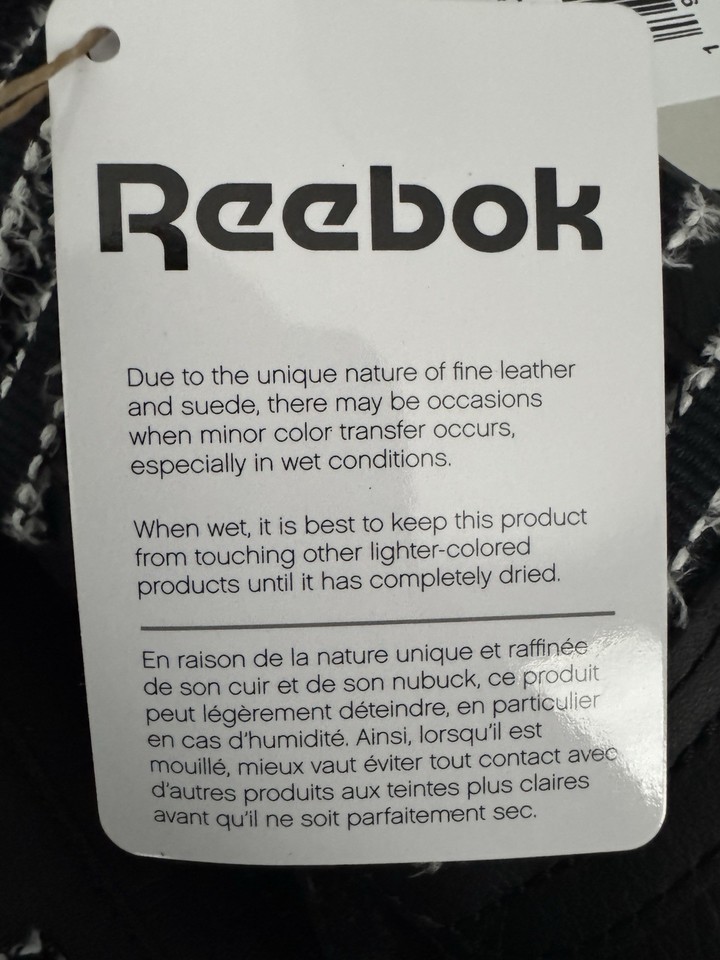 Reebok
Due to the unique nature of fine leather
and suede, there may be occasions
when minor color transfer occurs,
especially in wet conditions.
When wet, it is best to keep this product
from touching other lighter-colored
products until it has completely dried.
En raison de la nature unique et raffinée
de son cuir et de son nubuck, ce produit
peut légèrement déteindre, en particulier
en cas d'humidité. Ainsi, lorsqu'il est
mouillé, mieux vaut éviter tout contact avec
d'autres produits aux teintes plus claires
avant qu'il ne soit parfaitement sec.